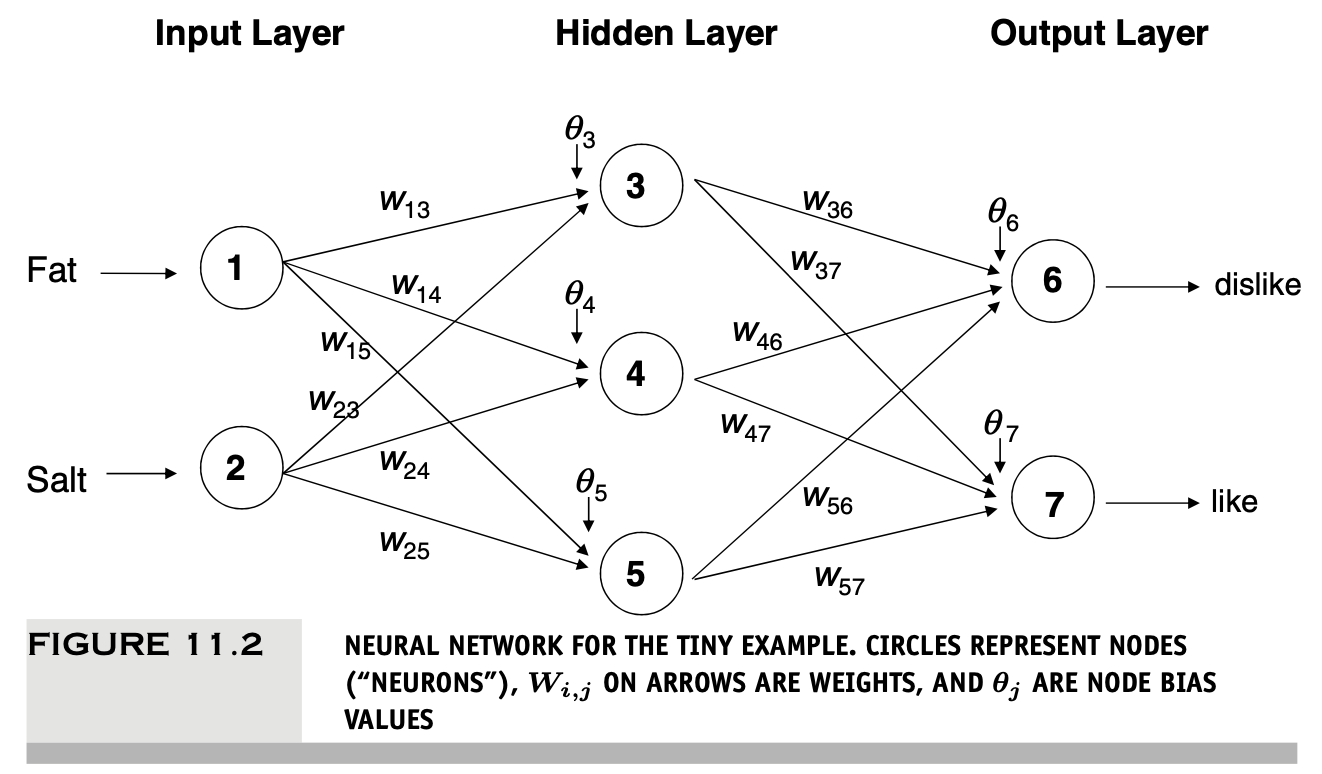 Input Layer Hidden Layer Output Layer
θ3
3
w13
w36
θ6
1
Fat
w37
6
dislike
w14
θ4
w15
w46
4
w23
θ7
w47
2
Salt
w24
θ5
w56
7
like
w25
5
w57
FIGURE 11.2
NEURAL NETWORK FOR THE TINY EXAMPLE. CIRCLES REPRESENT NODES
(“NEURONS”), Wi,j ON ARROWS ARE WEIGHTS, AND θj ARE NODE BIAS
VALUES